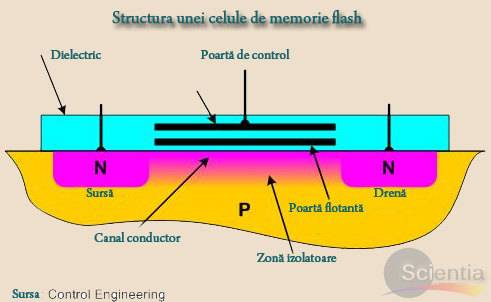 Structura unei celule de memorie flash
Dielectric
Poartă de control
N
N
Sursă
Drenă
P
Poartă flotantă
Canal conductor
Zonă izolatoare
Scientia
Sursa Control Engineering